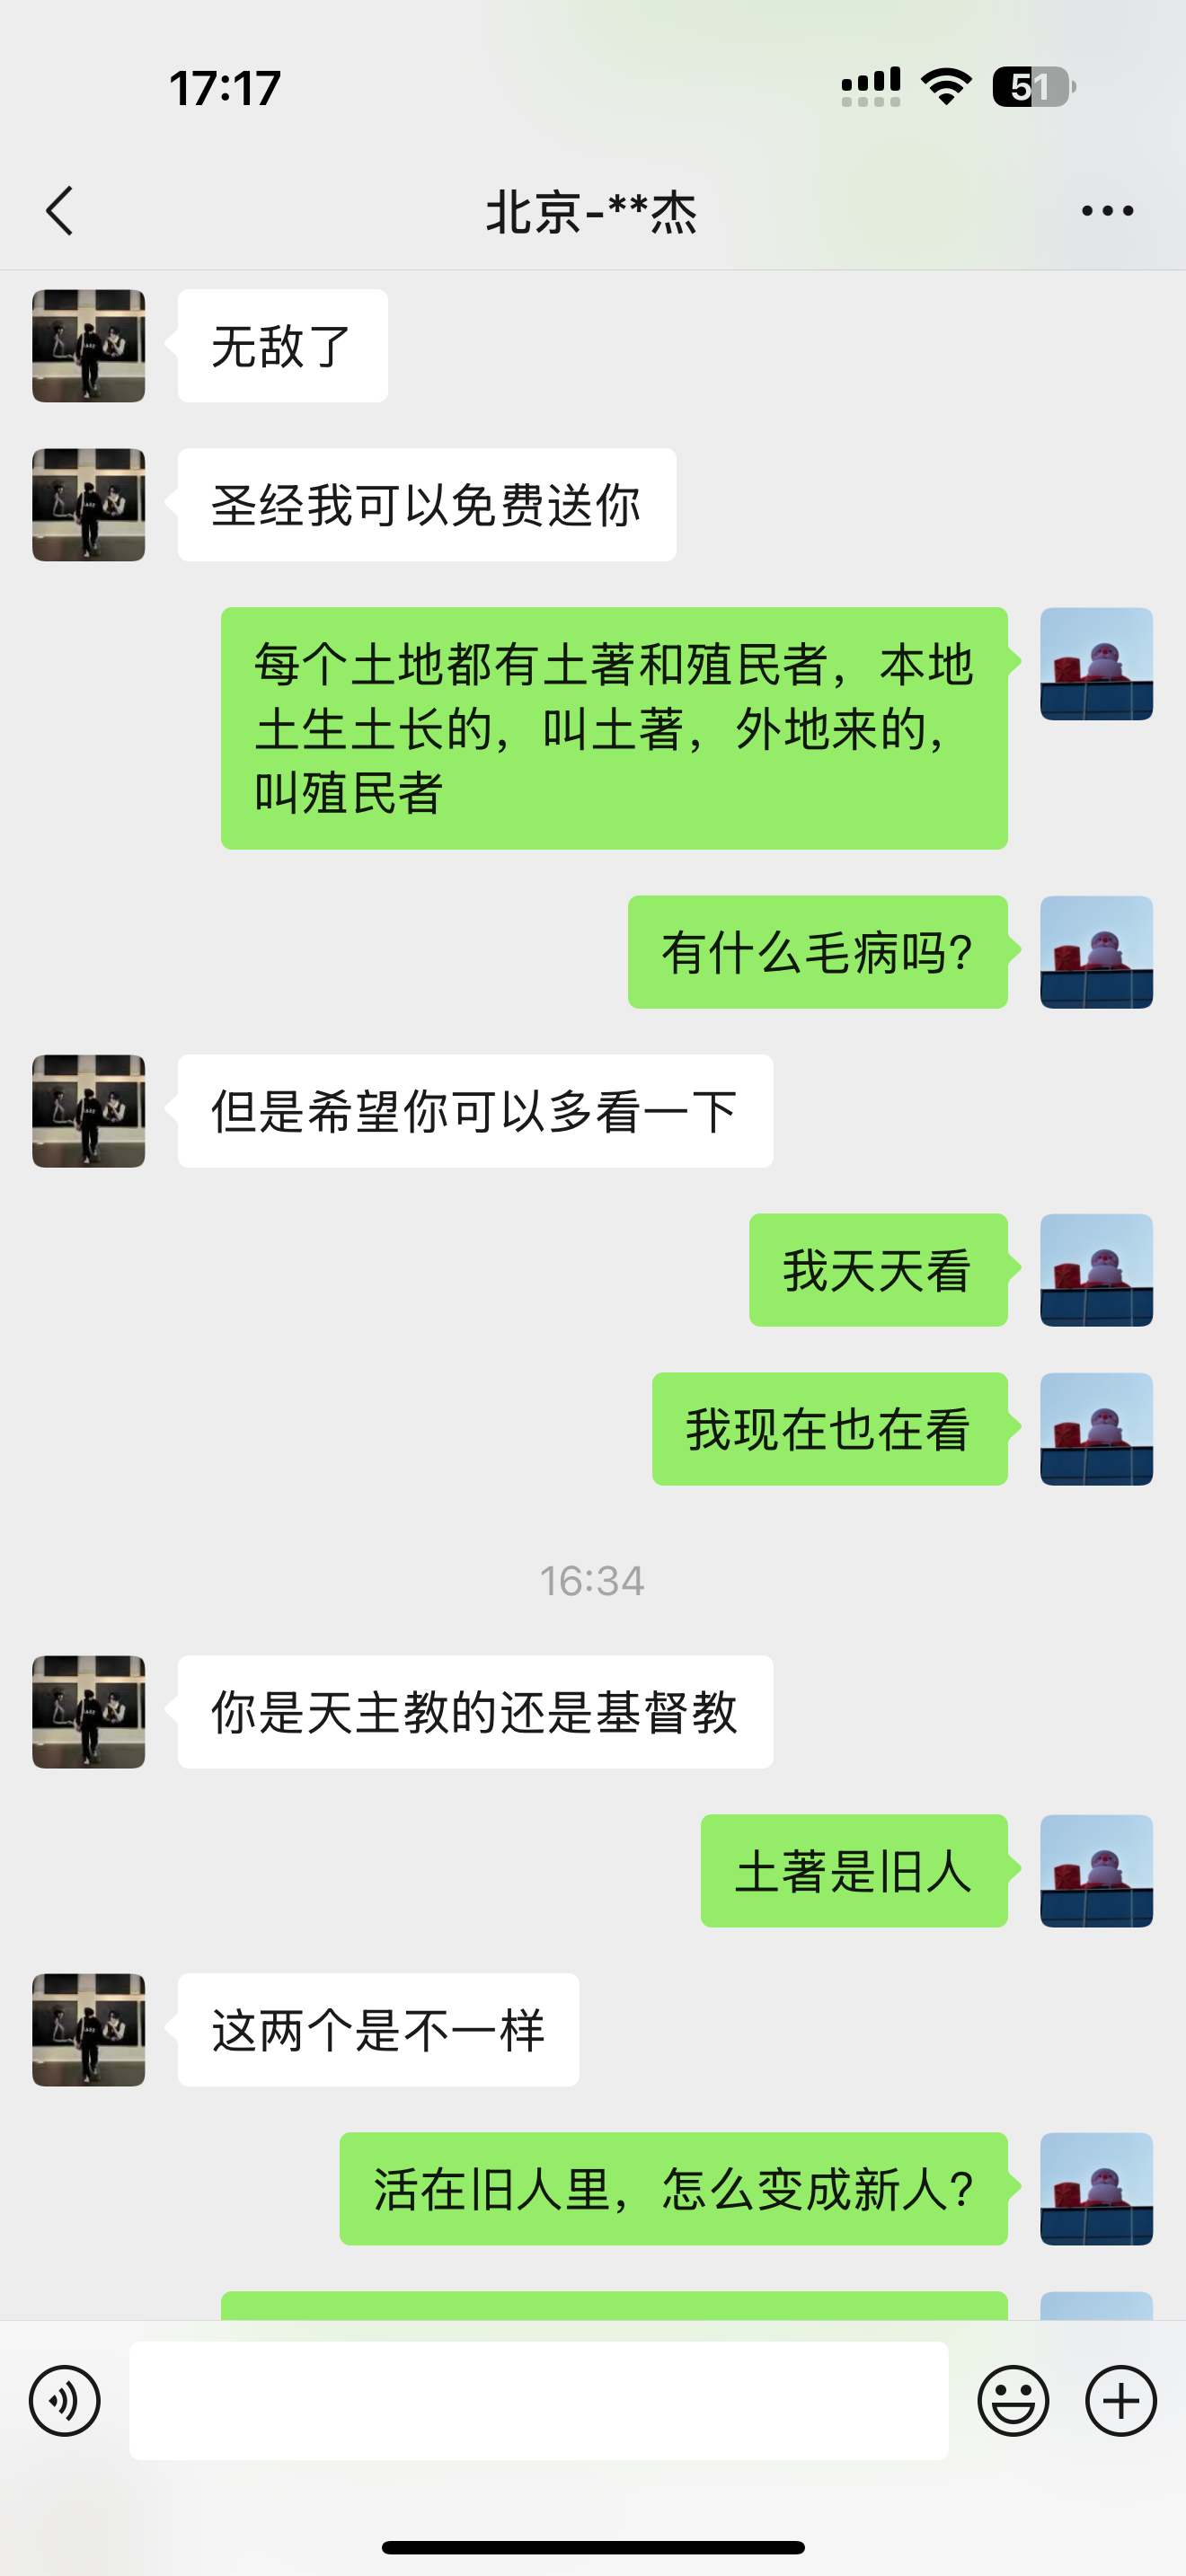 17:17
51
北京-**杰
无敌了
圣经我可以免费送你
每个土地都有土著和殖民者，本地
土生土长的，叫土著，外地来的，
叫殖民者
有什么毛病吗？
但是希望你可以多看一下
我天天看
我现在也在看
16:34
你是天主教的还是基督教
土著是旧人
这两个是不一样
活在旧人里，怎么变成新人？